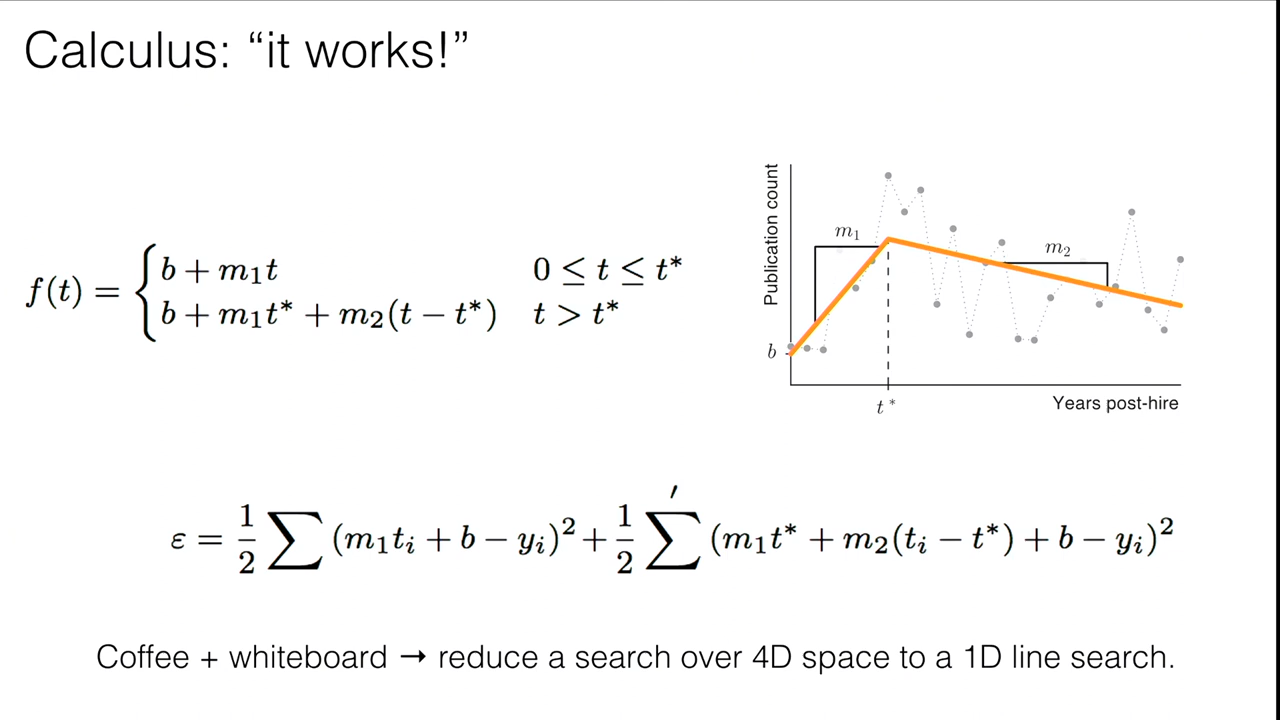 Calculus: “it works!”
f(t) = { b + m₁t 0 ≤ t ≤ t*
b + m₁t* + m₂(t − t*) t > t*
Publication count
m₁
m₂
b
t*
Years post-hire
ε = 1/2 ∑ (m₁tᵢ + b − yᵢ)² + 1/2 ∑′ (m₁t* + m₂(tᵢ − t*) + b − yᵢ)²
Coffee + whiteboard → reduce a search over 4D space to a 1D line search.